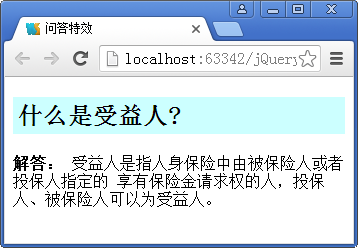 问答特效
localhost:63342/jQuery
什么是受益人?
解答： 受益人是指人身保险中由被保险人或者
投保人指定的 享有保险金请求权的人，投保
人、被保险人可以为受益人。